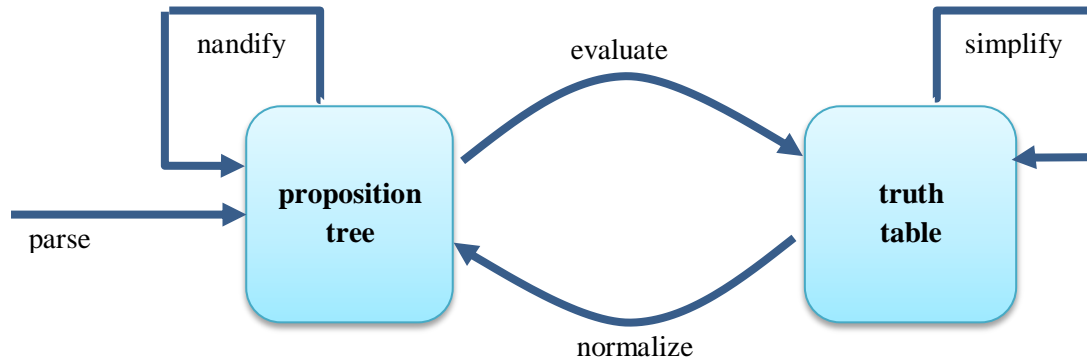 nandify
evaluate
simplify
proposition
tree
truth
table
parse
normalize